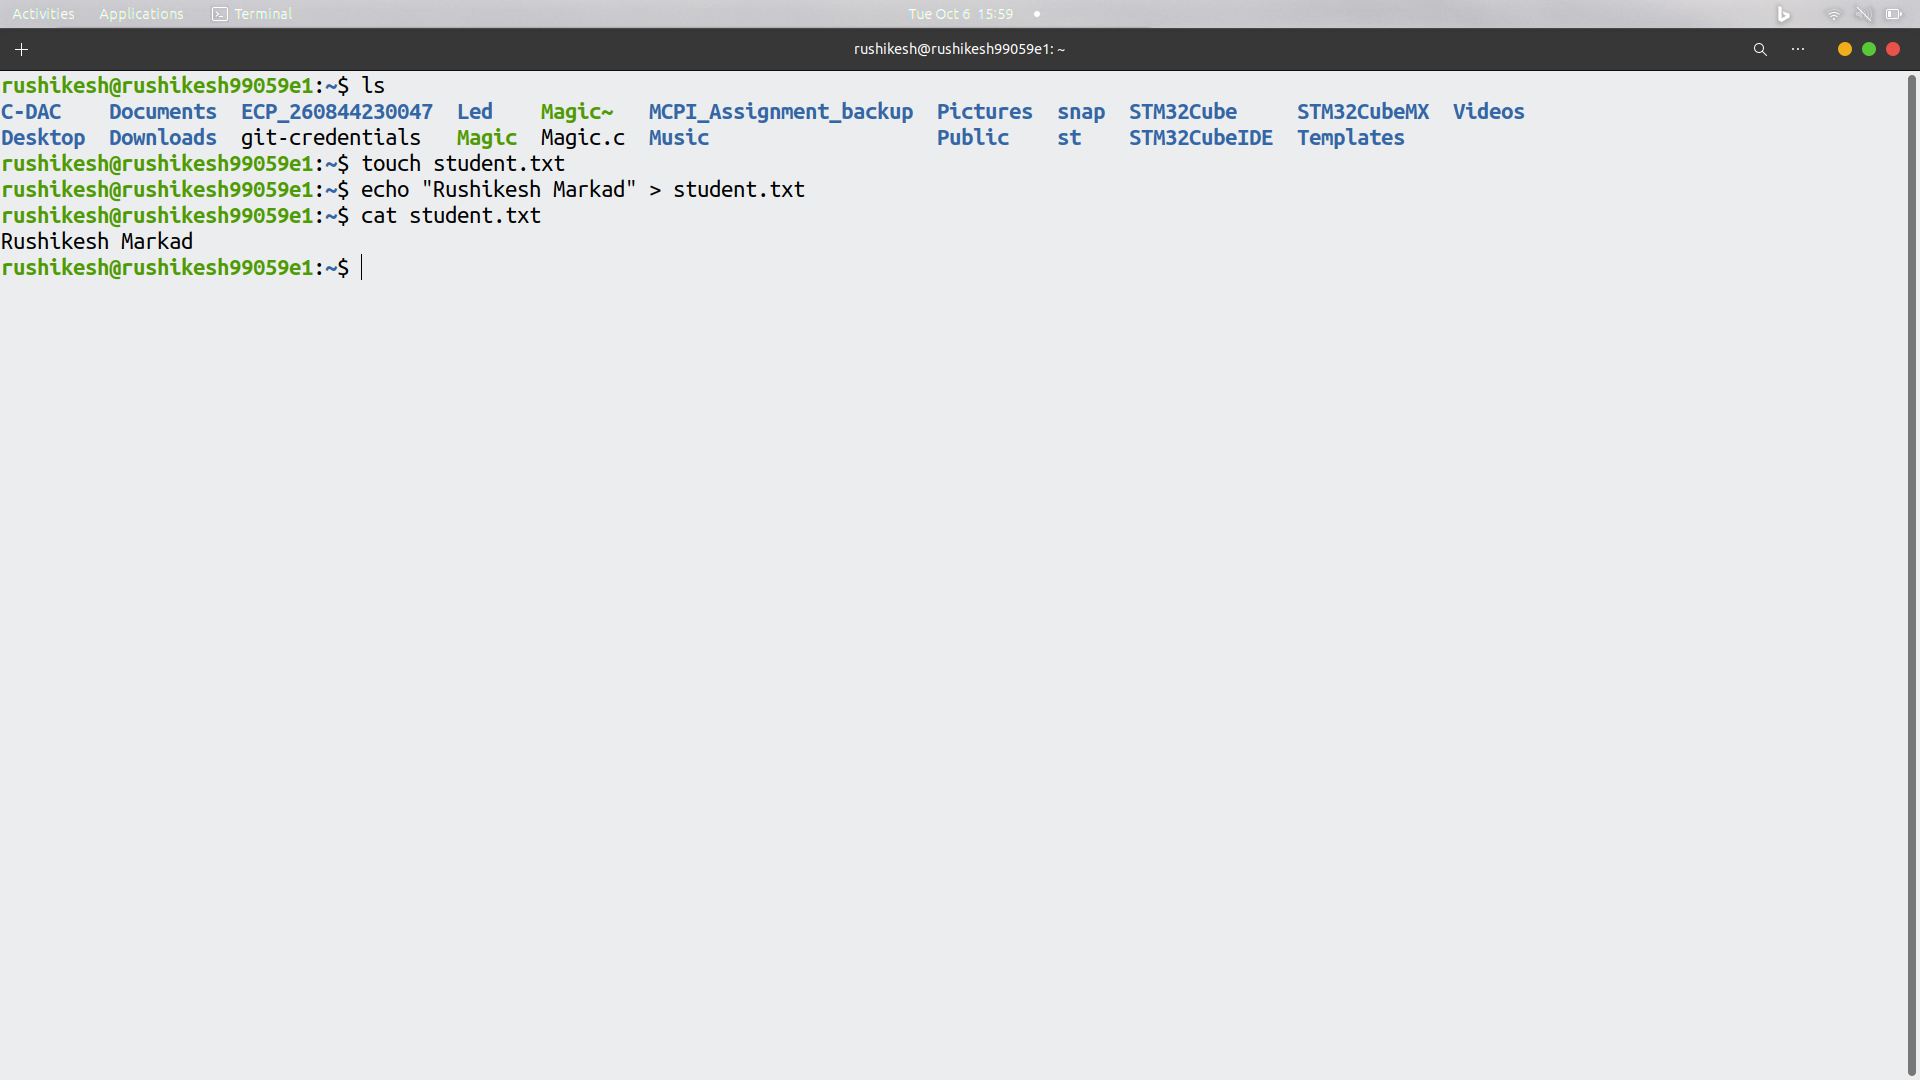 Activities Applications Terminal Tue Oct 6 15:59
rushikesh@rushikesh99059e1: ~
rushikesh@rushikesh99059e1:~$ ls
C-DAC Documents ECP_260844230047 Led Magic~ MCPI_Assignment_backup Pictures snap STM32Cube STM32CubeMX Videos
Desktop Downloads git-credentials Magic Magic.c Music Public st STM32CubeIDE Templates
rushikesh@rushikesh99059e1:~$ touch student.txt
rushikesh@rushikesh99059e1:~$ echo "Rushikesh Markad" > student.txt
rushikesh@rushikesh99059e1:~$ cat student.txt
Rushikesh Markad
rushikesh@rushikesh99059e1:~$